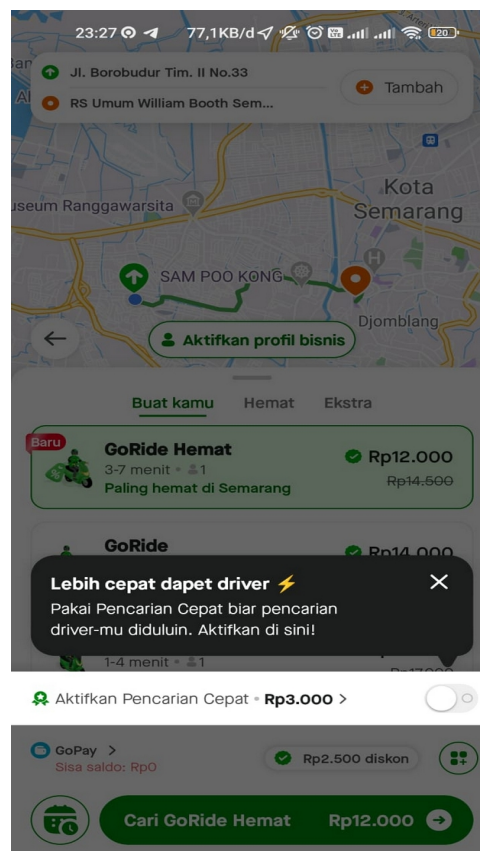 23:27 77,1KB/d 20
Jl. Borobudur Tim. II No.33
RS Umum William Booth Sem...
Tambah
useum Ranggawarsita
Kota
Semarang
SAM POO KONG
Djomblang
Aktifkan profil bisnis
Buat kamu Hemat Ekstra
Baru
GoRide Hemat Rp12.000
3-7 menit • 1 Rp14.500
Paling hemat di Semarang
GoRide Rp14.000
Lebih cepat dapet driver ⚡
Pakai Pencarian Cepat biar pencarian
driver-mu diduluin. Aktifkan di sini!
1-4 menit • 1
Aktifkan Pencarian Cepat • Rp3.000 >
GoPay >
Sisa saldo: Rp0
Rp2.500 diskon
Cari GoRide Hemat Rp12.000